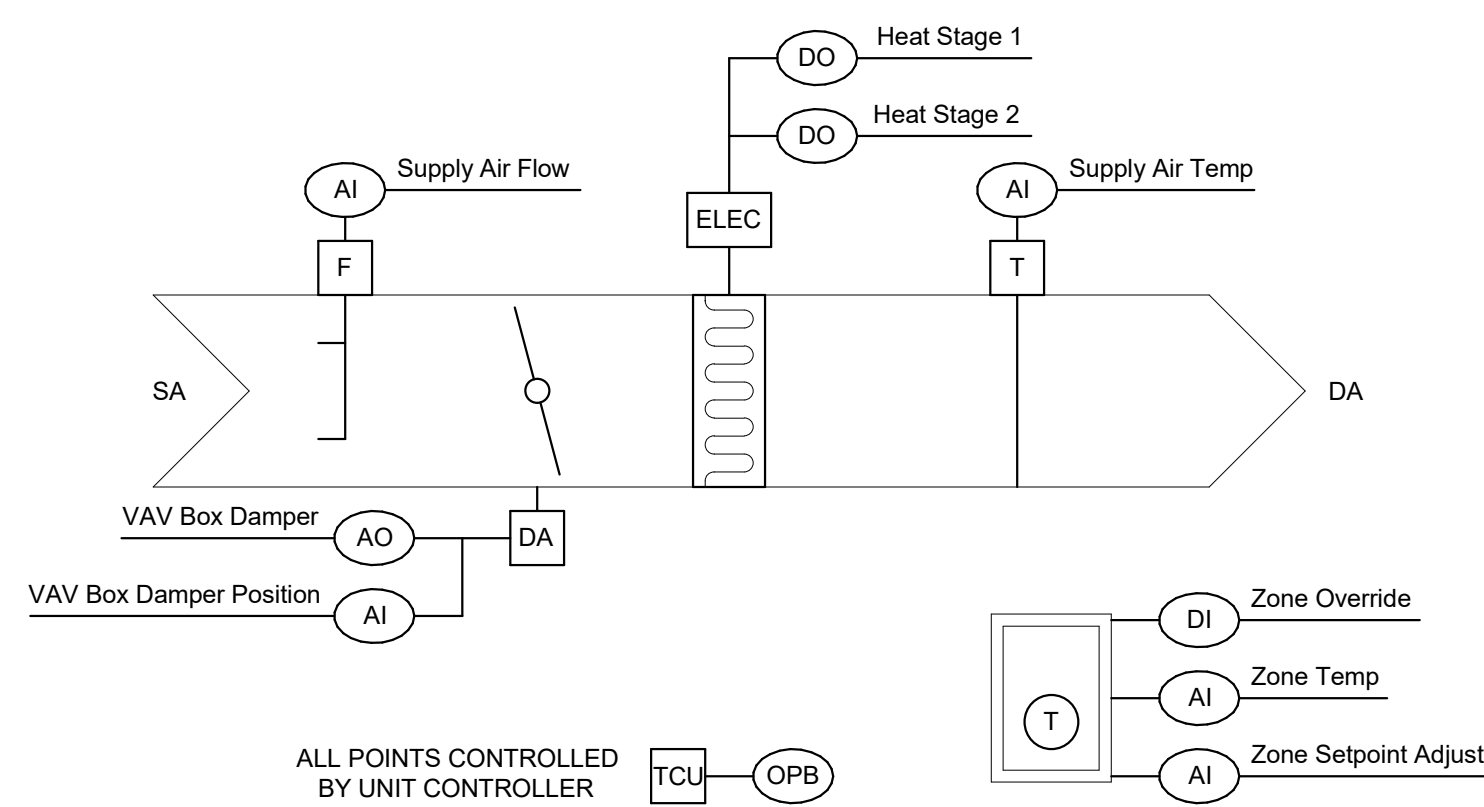 DO Heat Stage 1
DO Heat Stage 2
AI Supply Air Flow
ELEC
AI Supply Air Temp
F
T
SA
DA
VAV Box Damper AO DA
VAV Box Damper Position AI
DI Zone Override
AI Zone Temp
T
AI Zone Setpoint Adjust
ALL POINTS CONTROLLED
BY UNIT CONTROLLER
TCU OPB